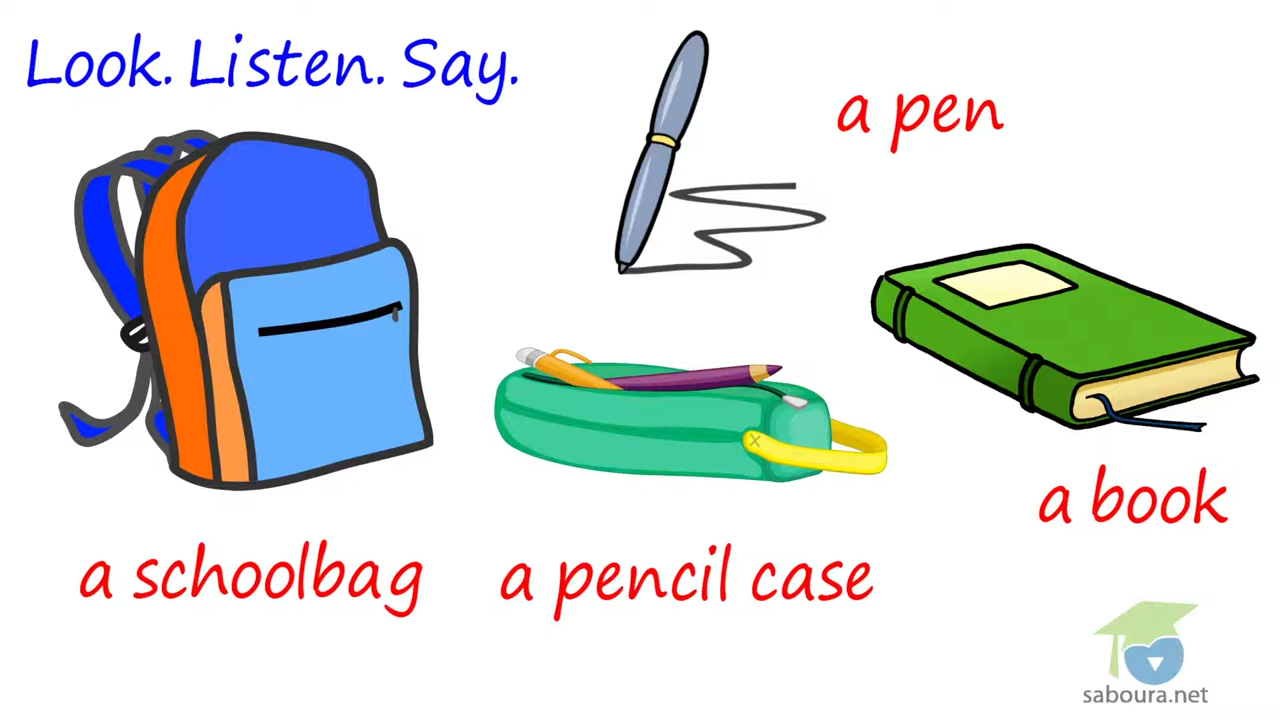 Look. Listen. Say.
a pen
a book
a schoolbag
a pencil case
saboura.net